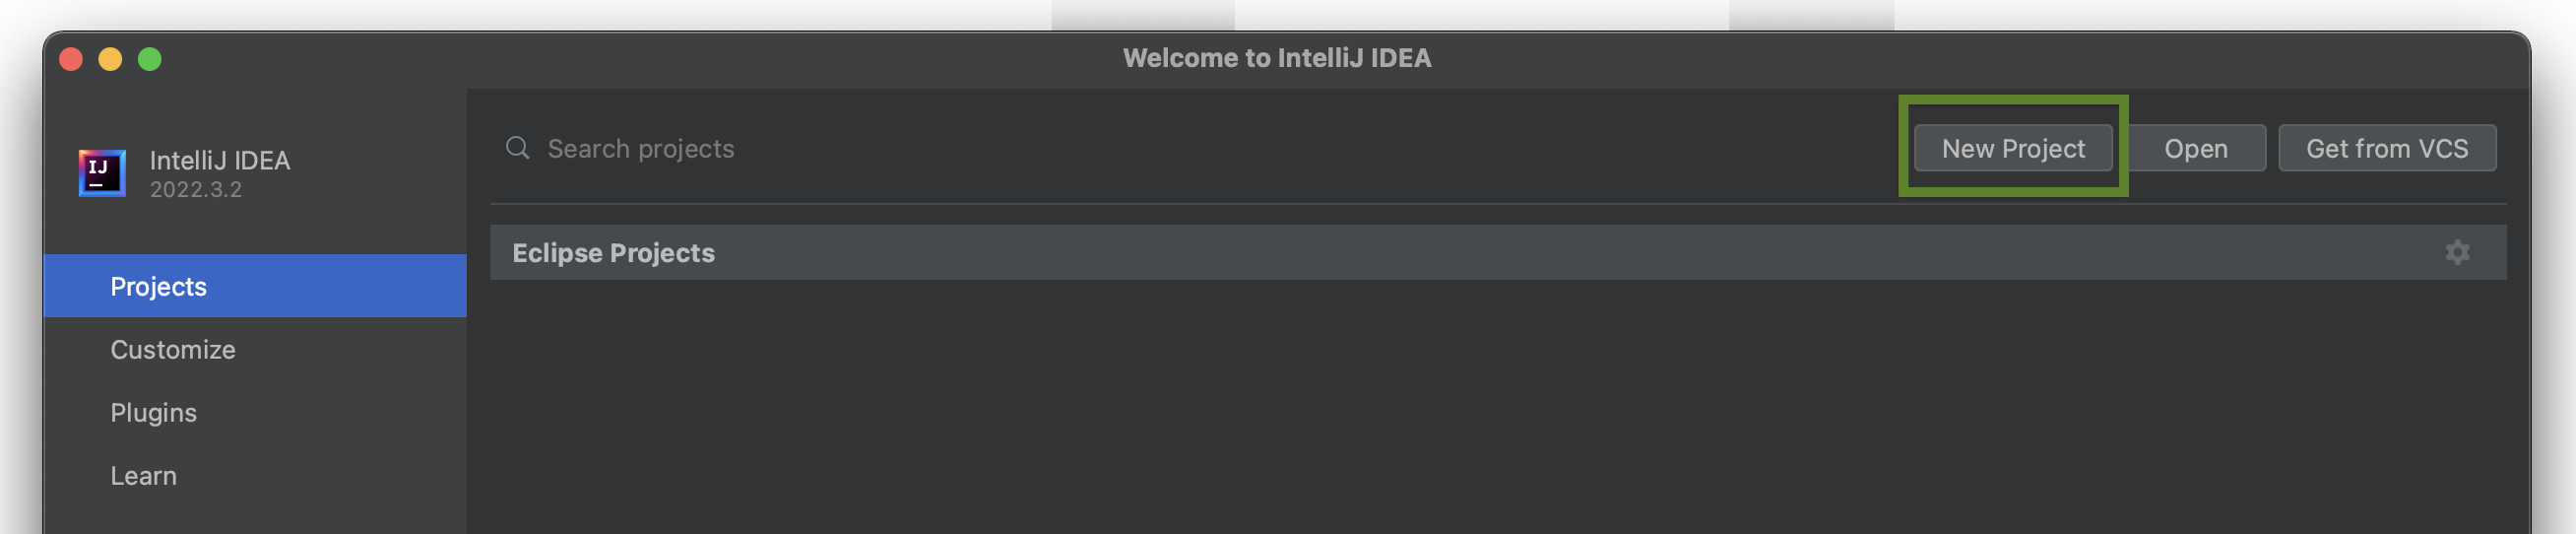 Welcome to IntelliJ IDEA
IJ
IntelliJ IDEA
2022.3.2
Search projects
New Project
Open
Get from VCS
Eclipse Projects
Projects
Customize
Plugins
Learn